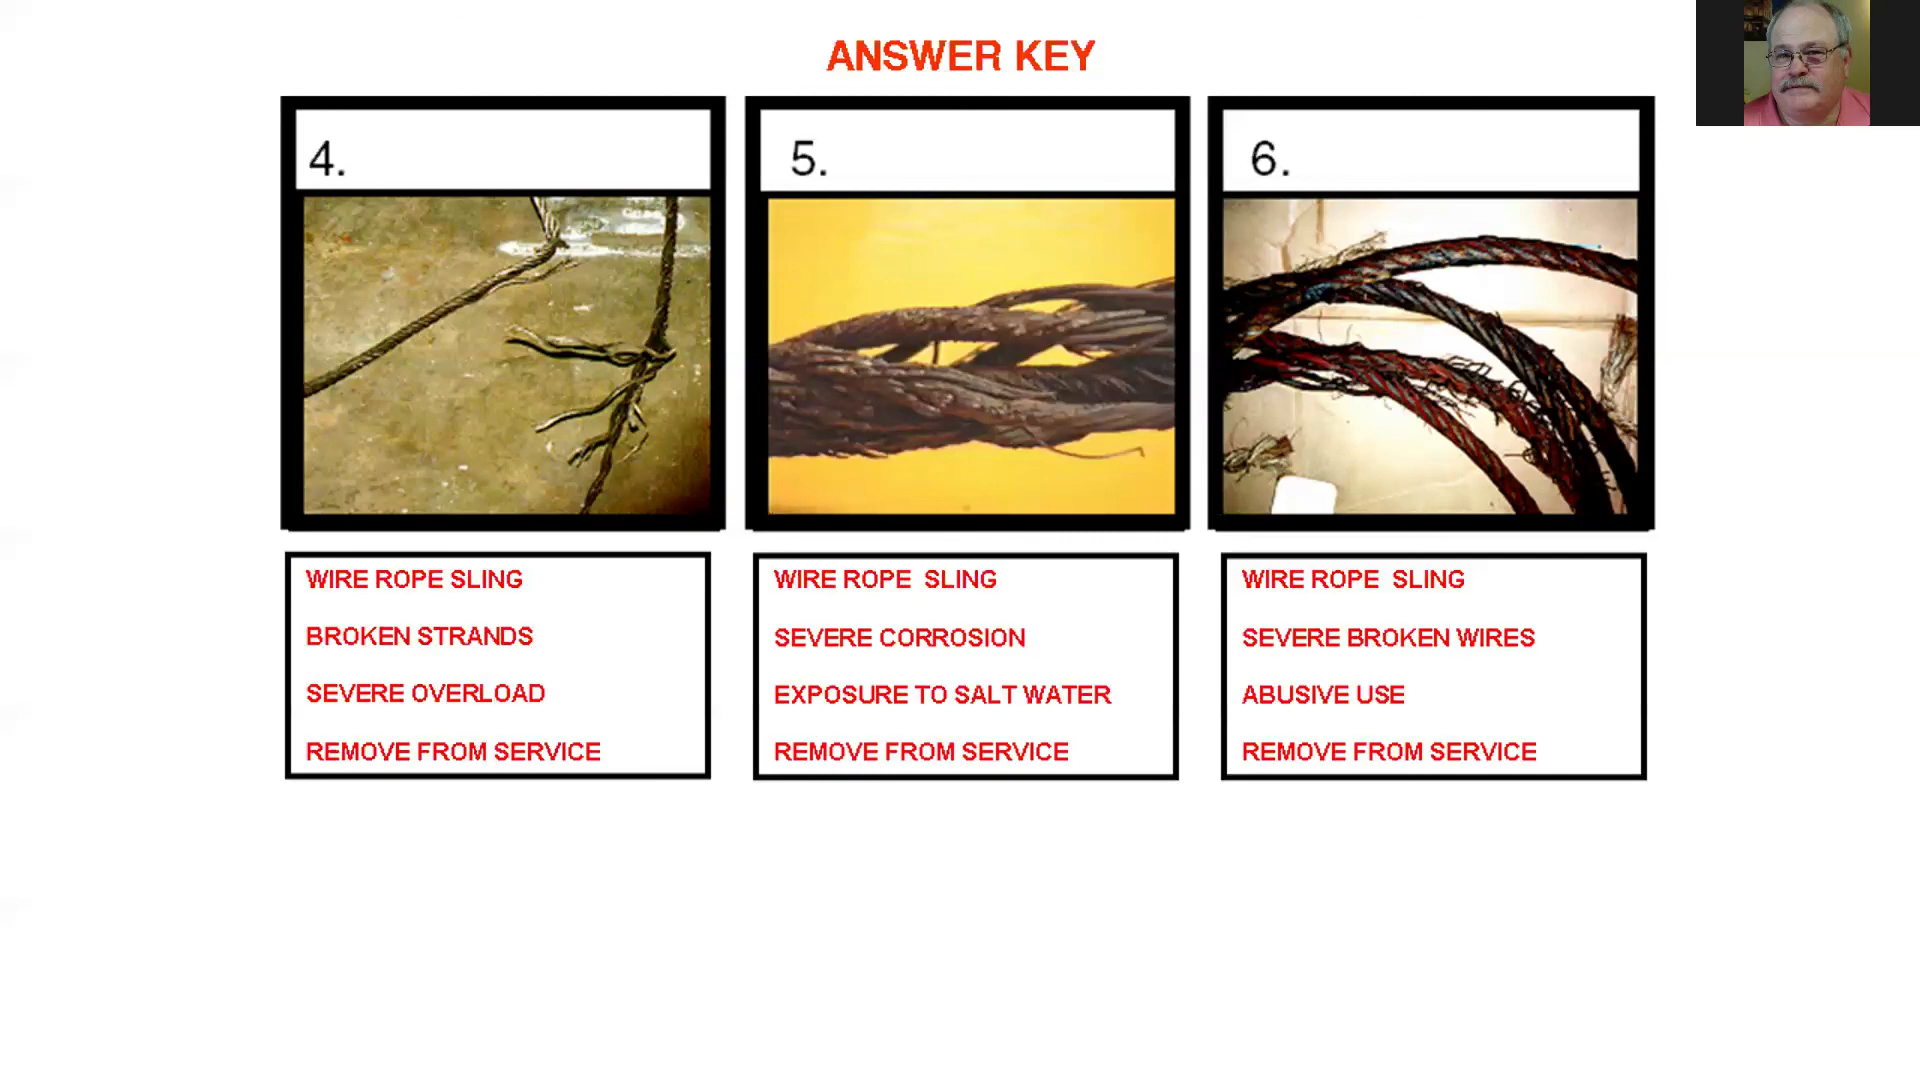 ANSWER KEY
4.
5.
6.
WIRE ROPE SLING
BROKEN STRANDS
SEVERE OVERLOAD
REMOVE FROM SERVICE
WIRE ROPE SLING
SEVERE CORROSION
EXPOSURE TO SALT WATER
REMOVE FROM SERVICE
WIRE ROPE SLING
SEVERE BROKEN WIRES
ABUSIVE USE
REMOVE FROM SERVICE